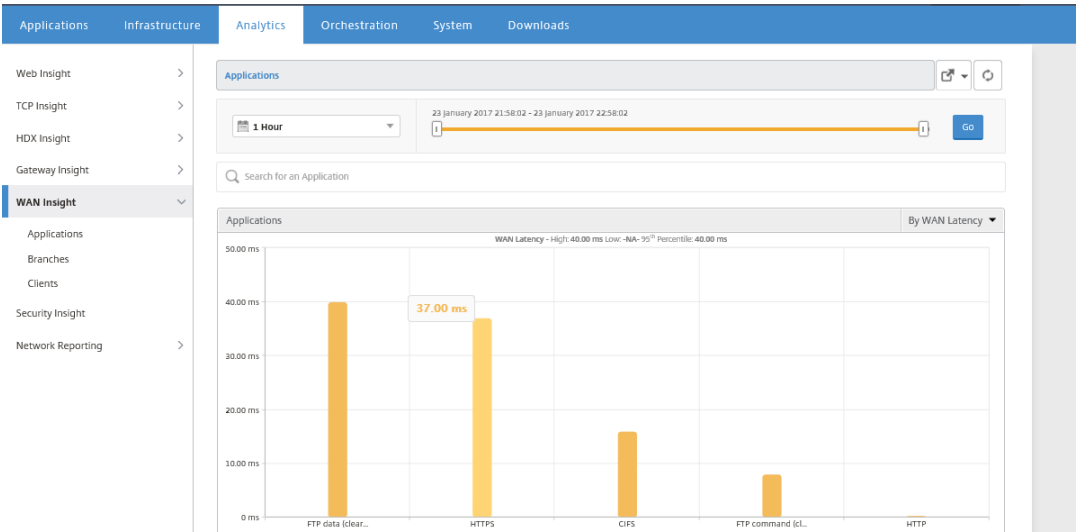 Applications Infrastructure Analytics Orchestration System Downloads
Web Insight
TCP Insight
HDX Insight
Gateway Insight
WAN Insight
Applications
Branches
Clients
Security Insight
Network Reporting
Applications
1 Hour
23 January 2017 21:58:02 - 23 January 2017 22:58:02
Go
Search for an Application
Applications
By WAN Latency
WAN Latency - High: 40.00 ms Low: -NA- 95th Percentile: 40.00 ms
50.00 ms
40.00 ms
37.00 ms
30.00 ms
20.00 ms
10.00 ms
0 ms
FTP data (clear... HTTPS CIFS FTP command (cl... HTTP